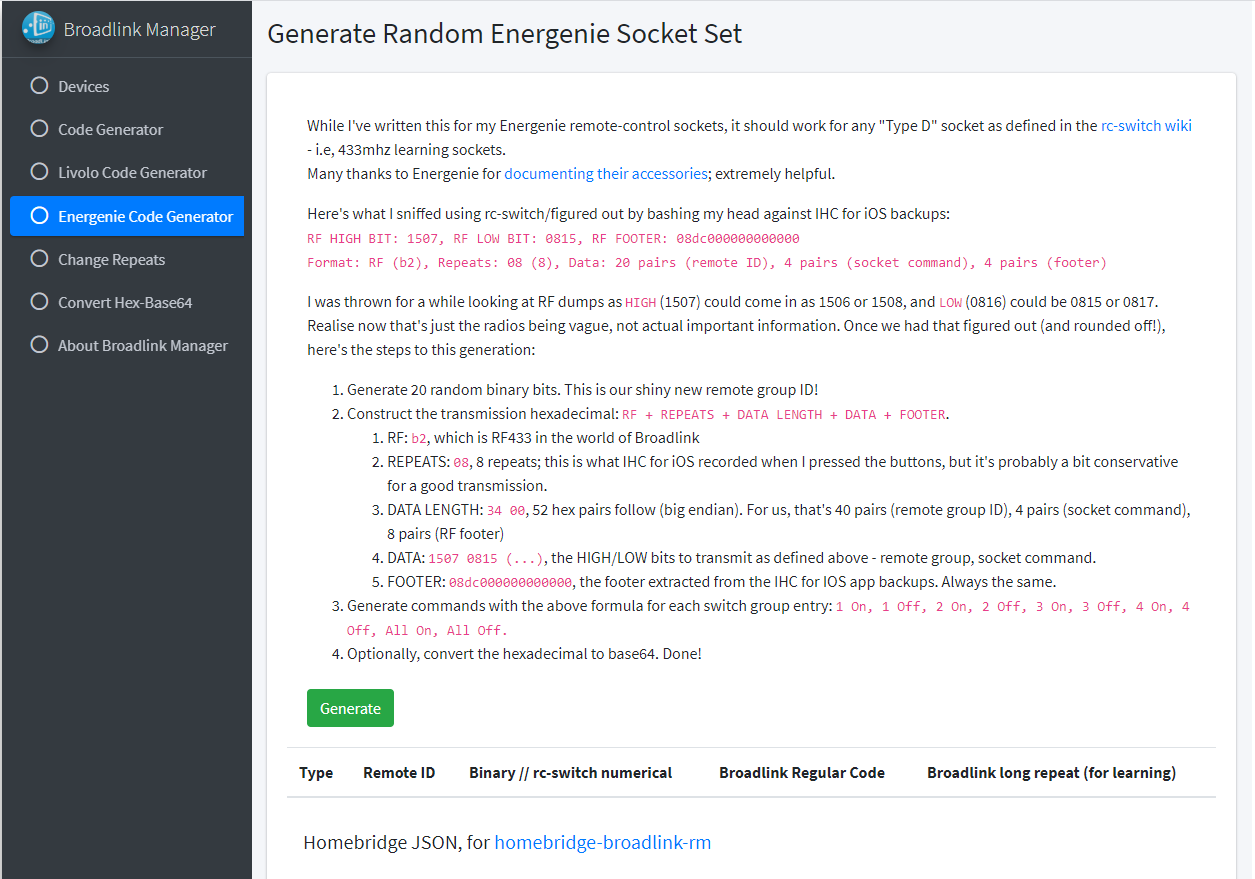 Broadlink Manager
Devices
Code Generator
Livolo Code Generator
Energenie Code Generator
Change Repeats
Convert Hex-Base64
About Broadlink Manager
Generate Random Energenie Socket Set
While I've written this for my Energenie remote-control sockets, it should work for any "Type D" socket as defined in the rc-switch wiki
- i.e, 433mhz learning sockets.
Many thanks to Energenie for documenting their accessories; extremely helpful.
Here's what I sniffed using rc-switch/figured out by bashing my head against IHC for iOS backups:
RF HIGH BIT: 1507, RF LOW BIT: 0815, RF FOOTER: 08dc000000000000
Format: RF (b2), Repeats: 08 (8), Data: 20 pairs (remote ID), 4 pairs (socket command), 4 pairs (footer)
I was thrown for a while looking at RF dumps as HIGH (1507) could come in as 1506 or 1508, and LOW (0816) could be 0815 or 0817.
Realise now that's just the radios being vague, not actual important information. Once we had that figured out (and rounded off!),
here's the steps to this generation:
1. Generate 20 random binary bits. This is our shiny new remote group ID!
2. Construct the transmission hexadecimal: RF + REPEATS + DATA LENGTH + DATA + FOOTER.
1. RF: b2, which is RF433 in the world of Broadlink
2. REPEATS: 08, 8 repeats; this is what IHC for iOS recorded when I pressed the buttons, but it's probably a bit conservative
for a good transmission.
3. DATA LENGTH: 34 00, 52 hex pairs follow (big endian). For us, that's 40 pairs (remote group ID), 4 pairs (socket command),
8 pairs (RF footer)
4. DATA: 1507 0815 (...), the HIGH/LOW bits to transmit as defined above - remote group, socket command.
5. FOOTER: 08dc000000000000, the footer extracted from the IHC for IOS app backups. Always the same.
3. Generate commands with the above formula for each switch group entry: 1 On, 1 Off, 2 On, 2 Off, 3 On, 3 Off, 4 On, 4
Off, All On, All Off.
4. Optionally, convert the hexadecimal to base64. Done!
Generate
Type Remote ID Binary // rc-switch numerical Broadlink Regular Code Broadlink long repeat (for learning)
Homebridge JSON, for homebridge-broadlink-rm